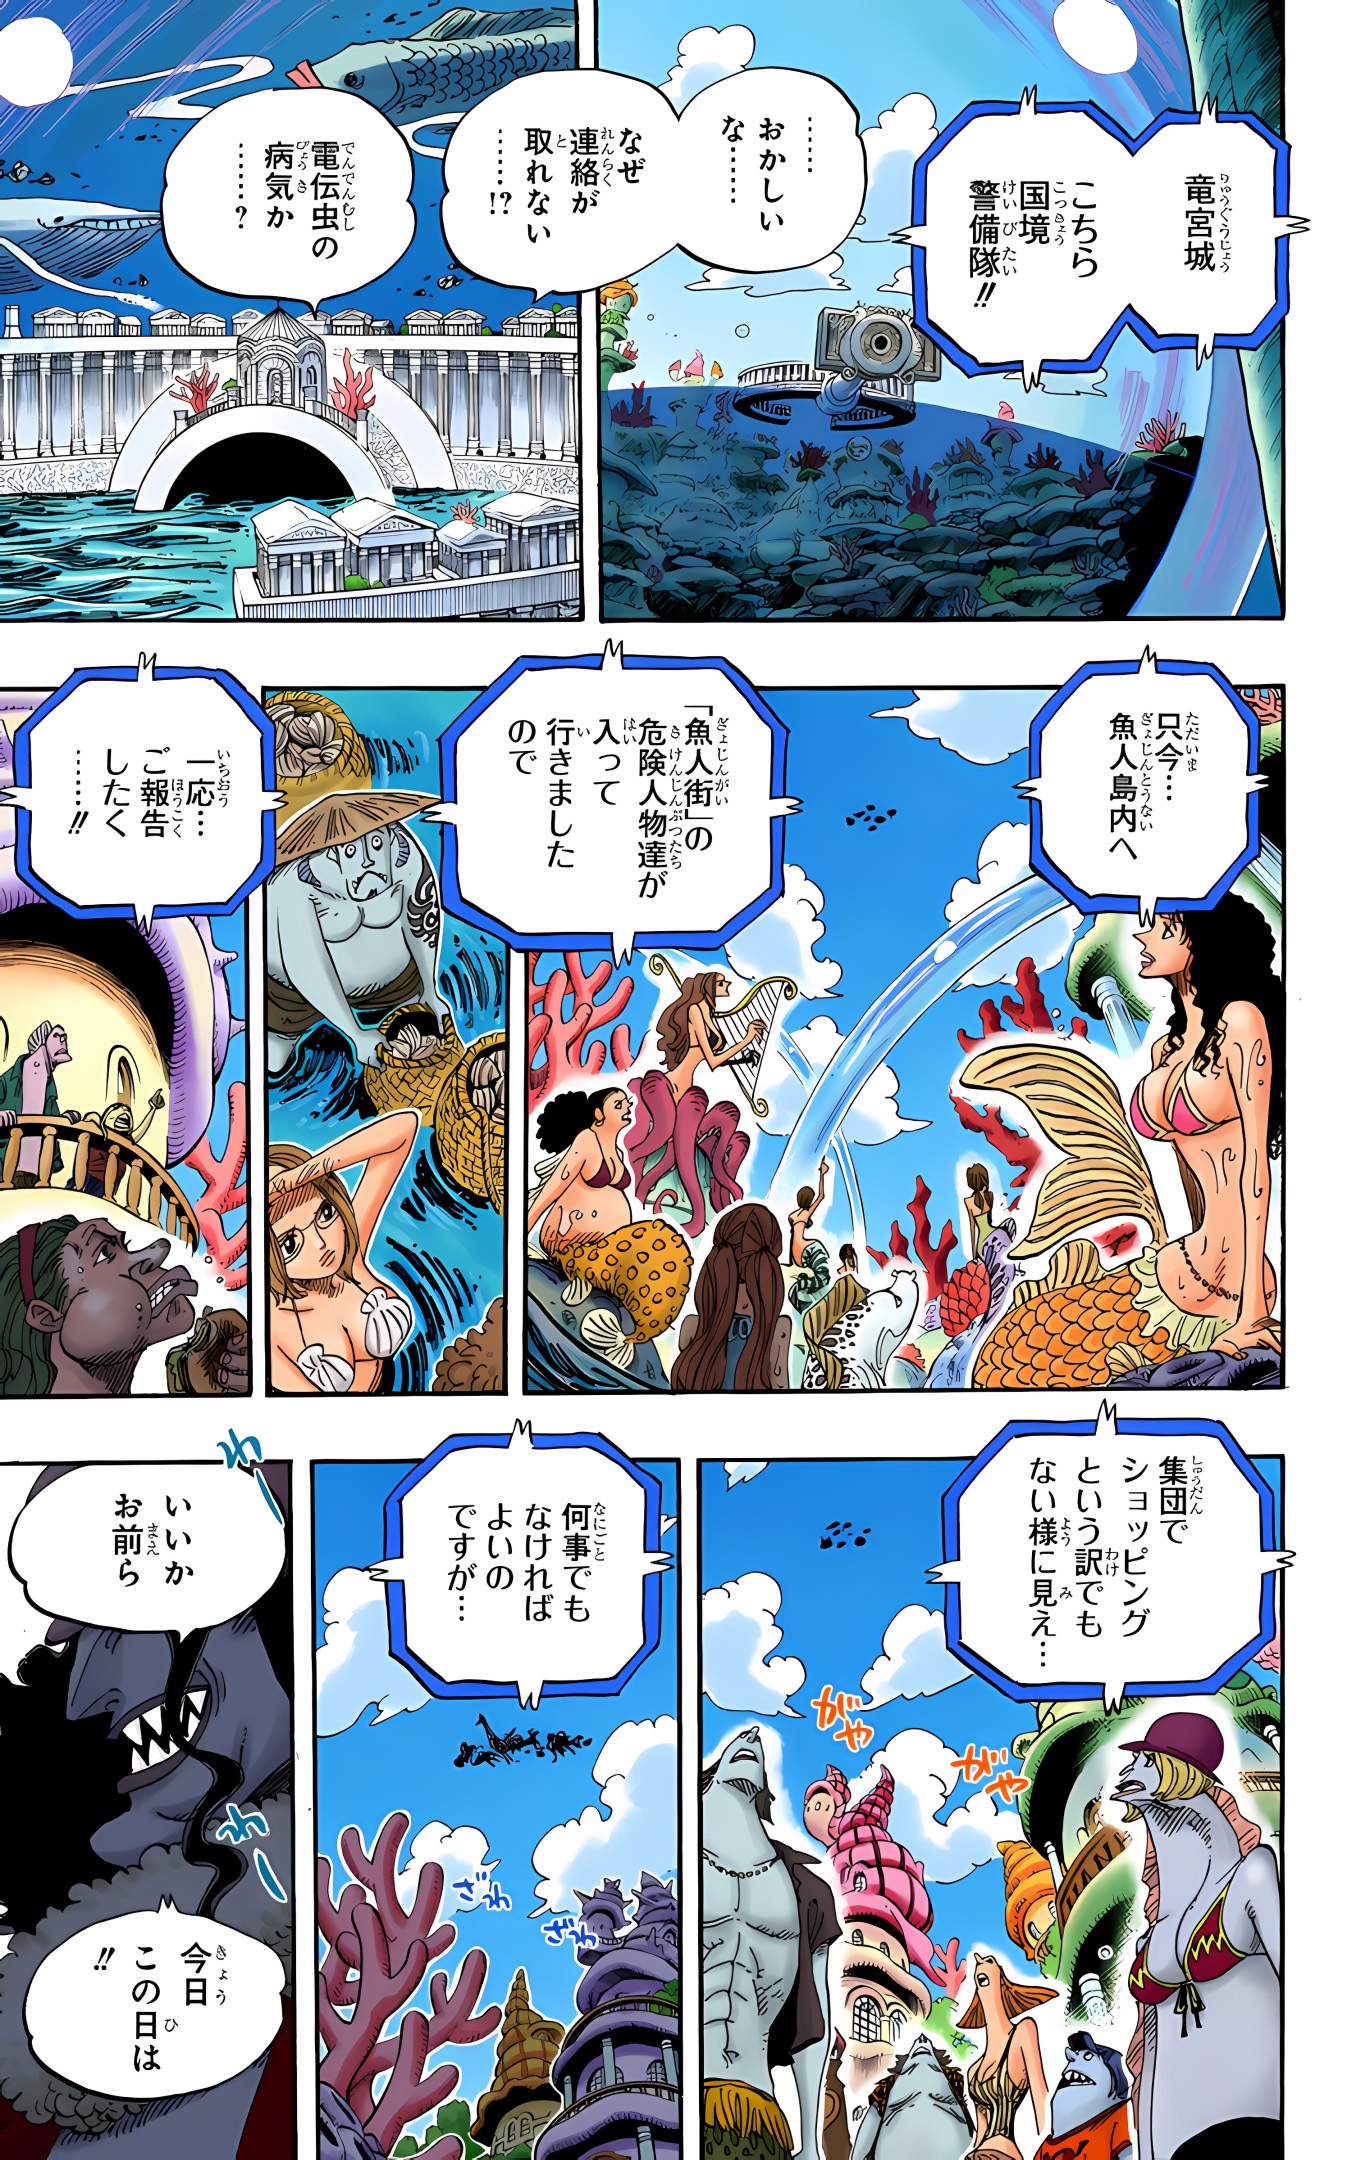 竜宮城
こちら
国境
警備隊!!
……
おかしい
な……
なぜ
連絡が
取れない
……!?
電伝虫の
病気か
……?
只今…
魚人島内へ
「魚人街」の
危険人物達が
入って
行きました
ので
一応…
ご報告
したく
……!!
集団で
ショッピング
という訳でも
ない様に見え…
がや
がや
何事でも
なければ
よいの
ですが…
ざわ
ざわ
わー
いいか
お前ら
わー
今日
この日は
!!